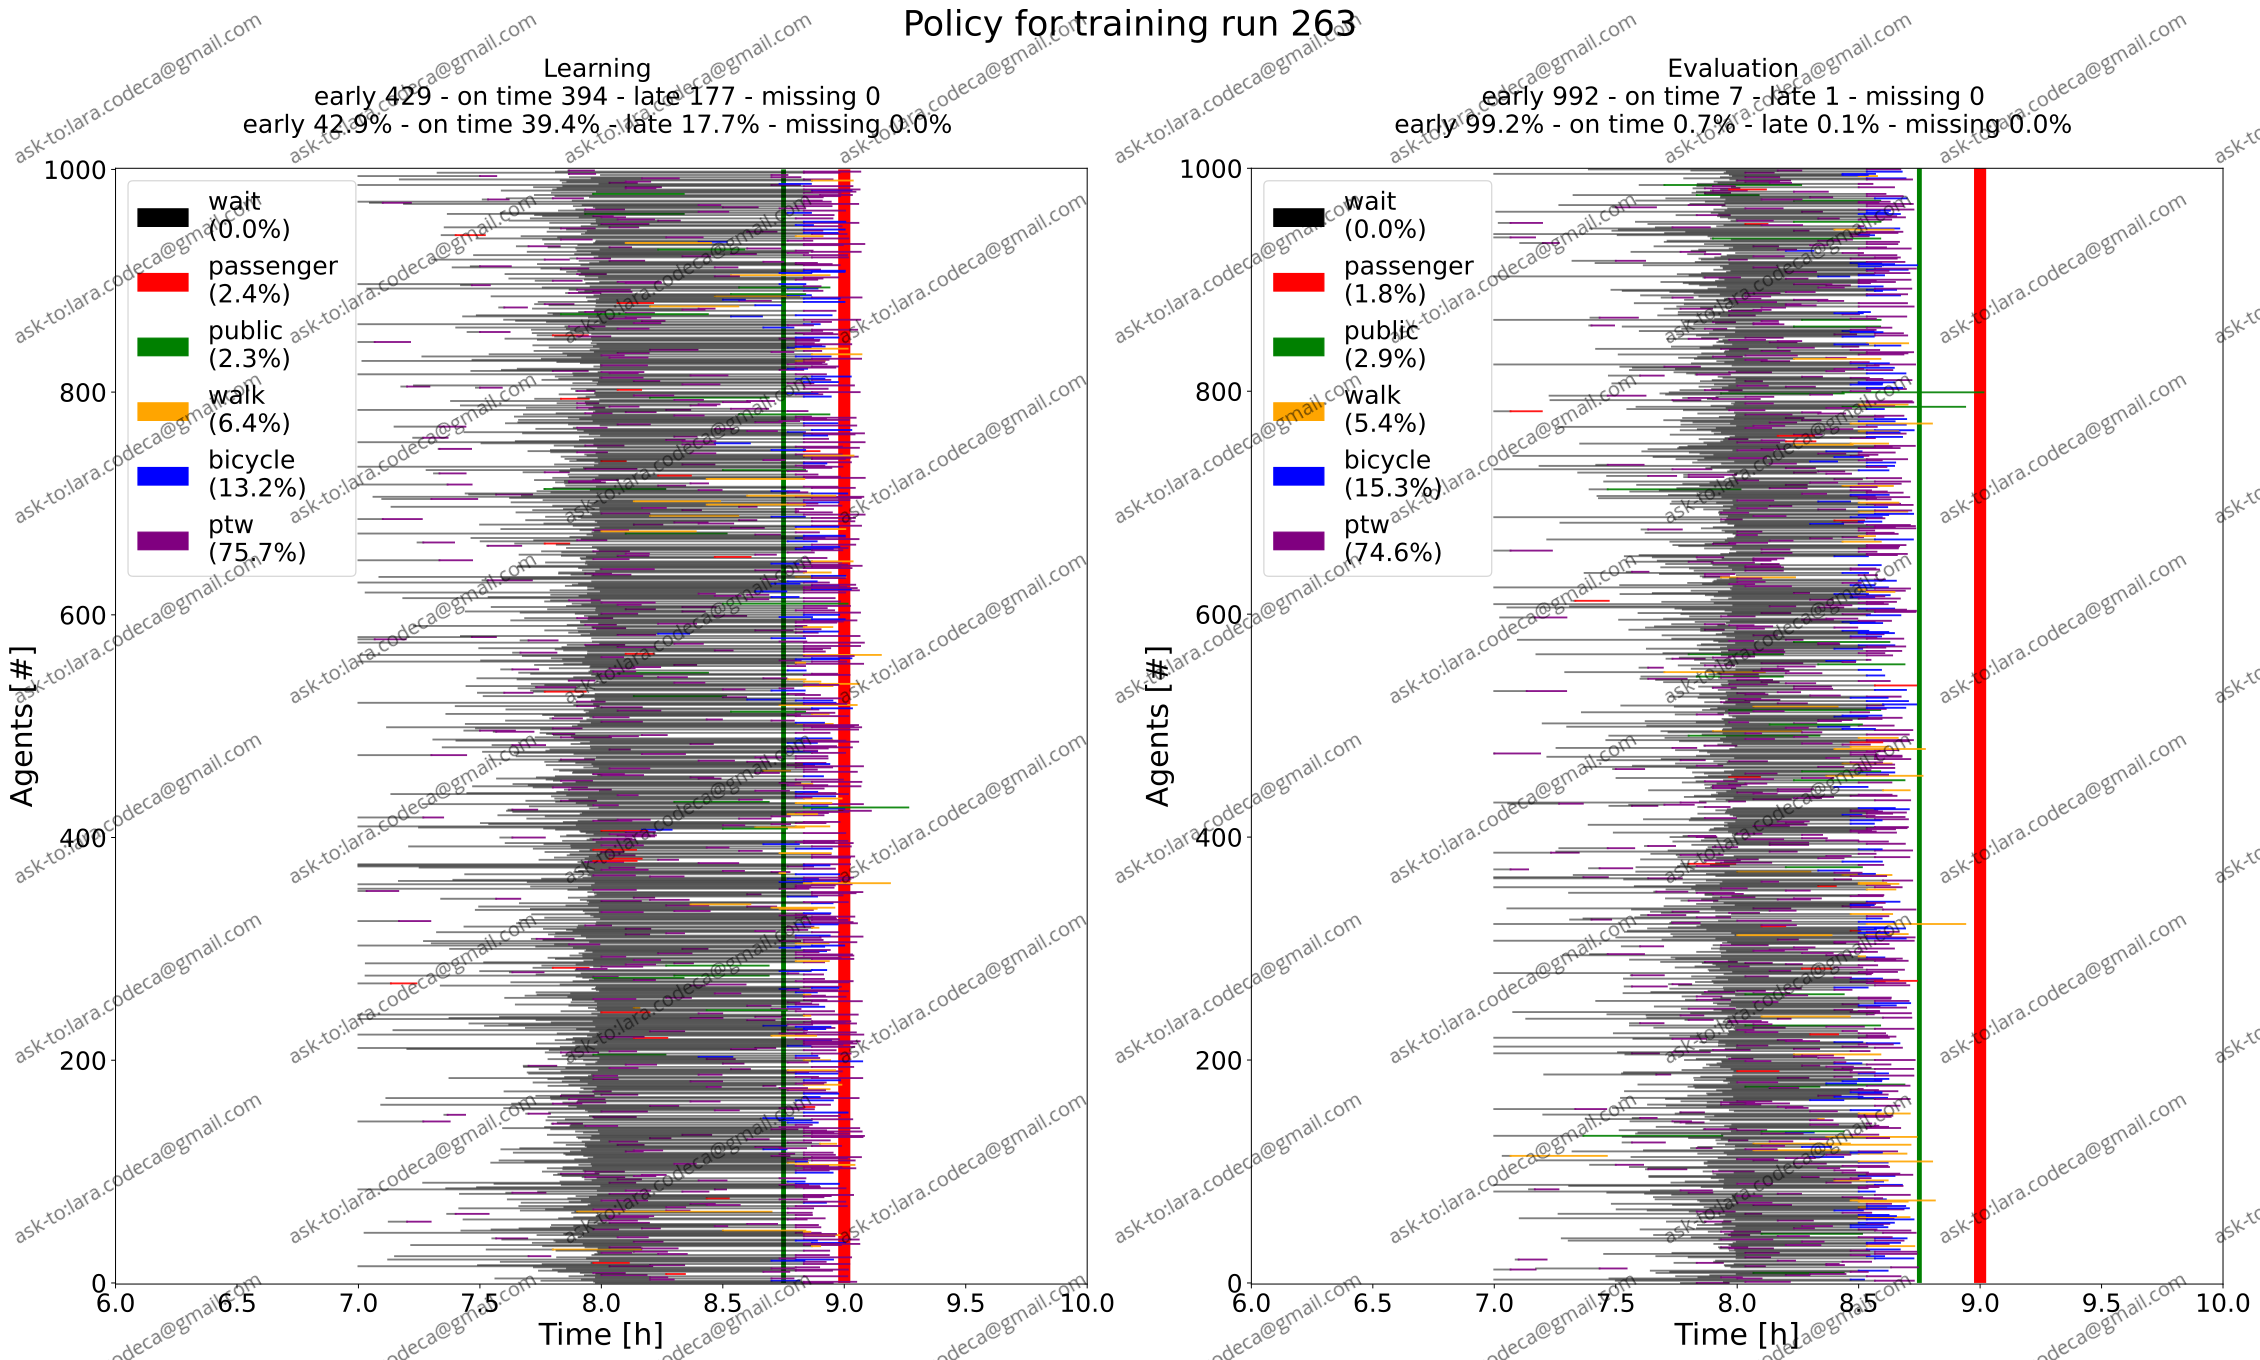 Policy for training run 263
Learning
early 429 - on time 394 - late 177 - missing 0
early 42.9% - on time 39.4% - late 17.7% - missing 0.0%
Agents [#]
1000
800
600
400
200
0
wait
(0.0%)
passenger
(2.4%)
public
(2.3%)
walk
(6.4%)
bicycle
(13.2%)
ptw
(75.7%)
6.0 6.5 7.0 7.5 8.0 8.5 9.0 9.5 10.0
Time [h]
Evaluation
early 992 - on time 7 - late 1 - missing 0
early 99.2% - on time 0.7% - late 0.1% - missing 0.0%
Agents [#]
1000
800
600
400
200
0
wait
(0.0%)
passenger
(1.8%)
public
(2.9%)
walk
(5.4%)
bicycle
(15.3%)
ptw
(74.6%)
6.0 6.5 7.0 7.5 8.0 8.5 9.0 9.5 10.0
Time [h]
ask-to:lara.codeca@gmail.com